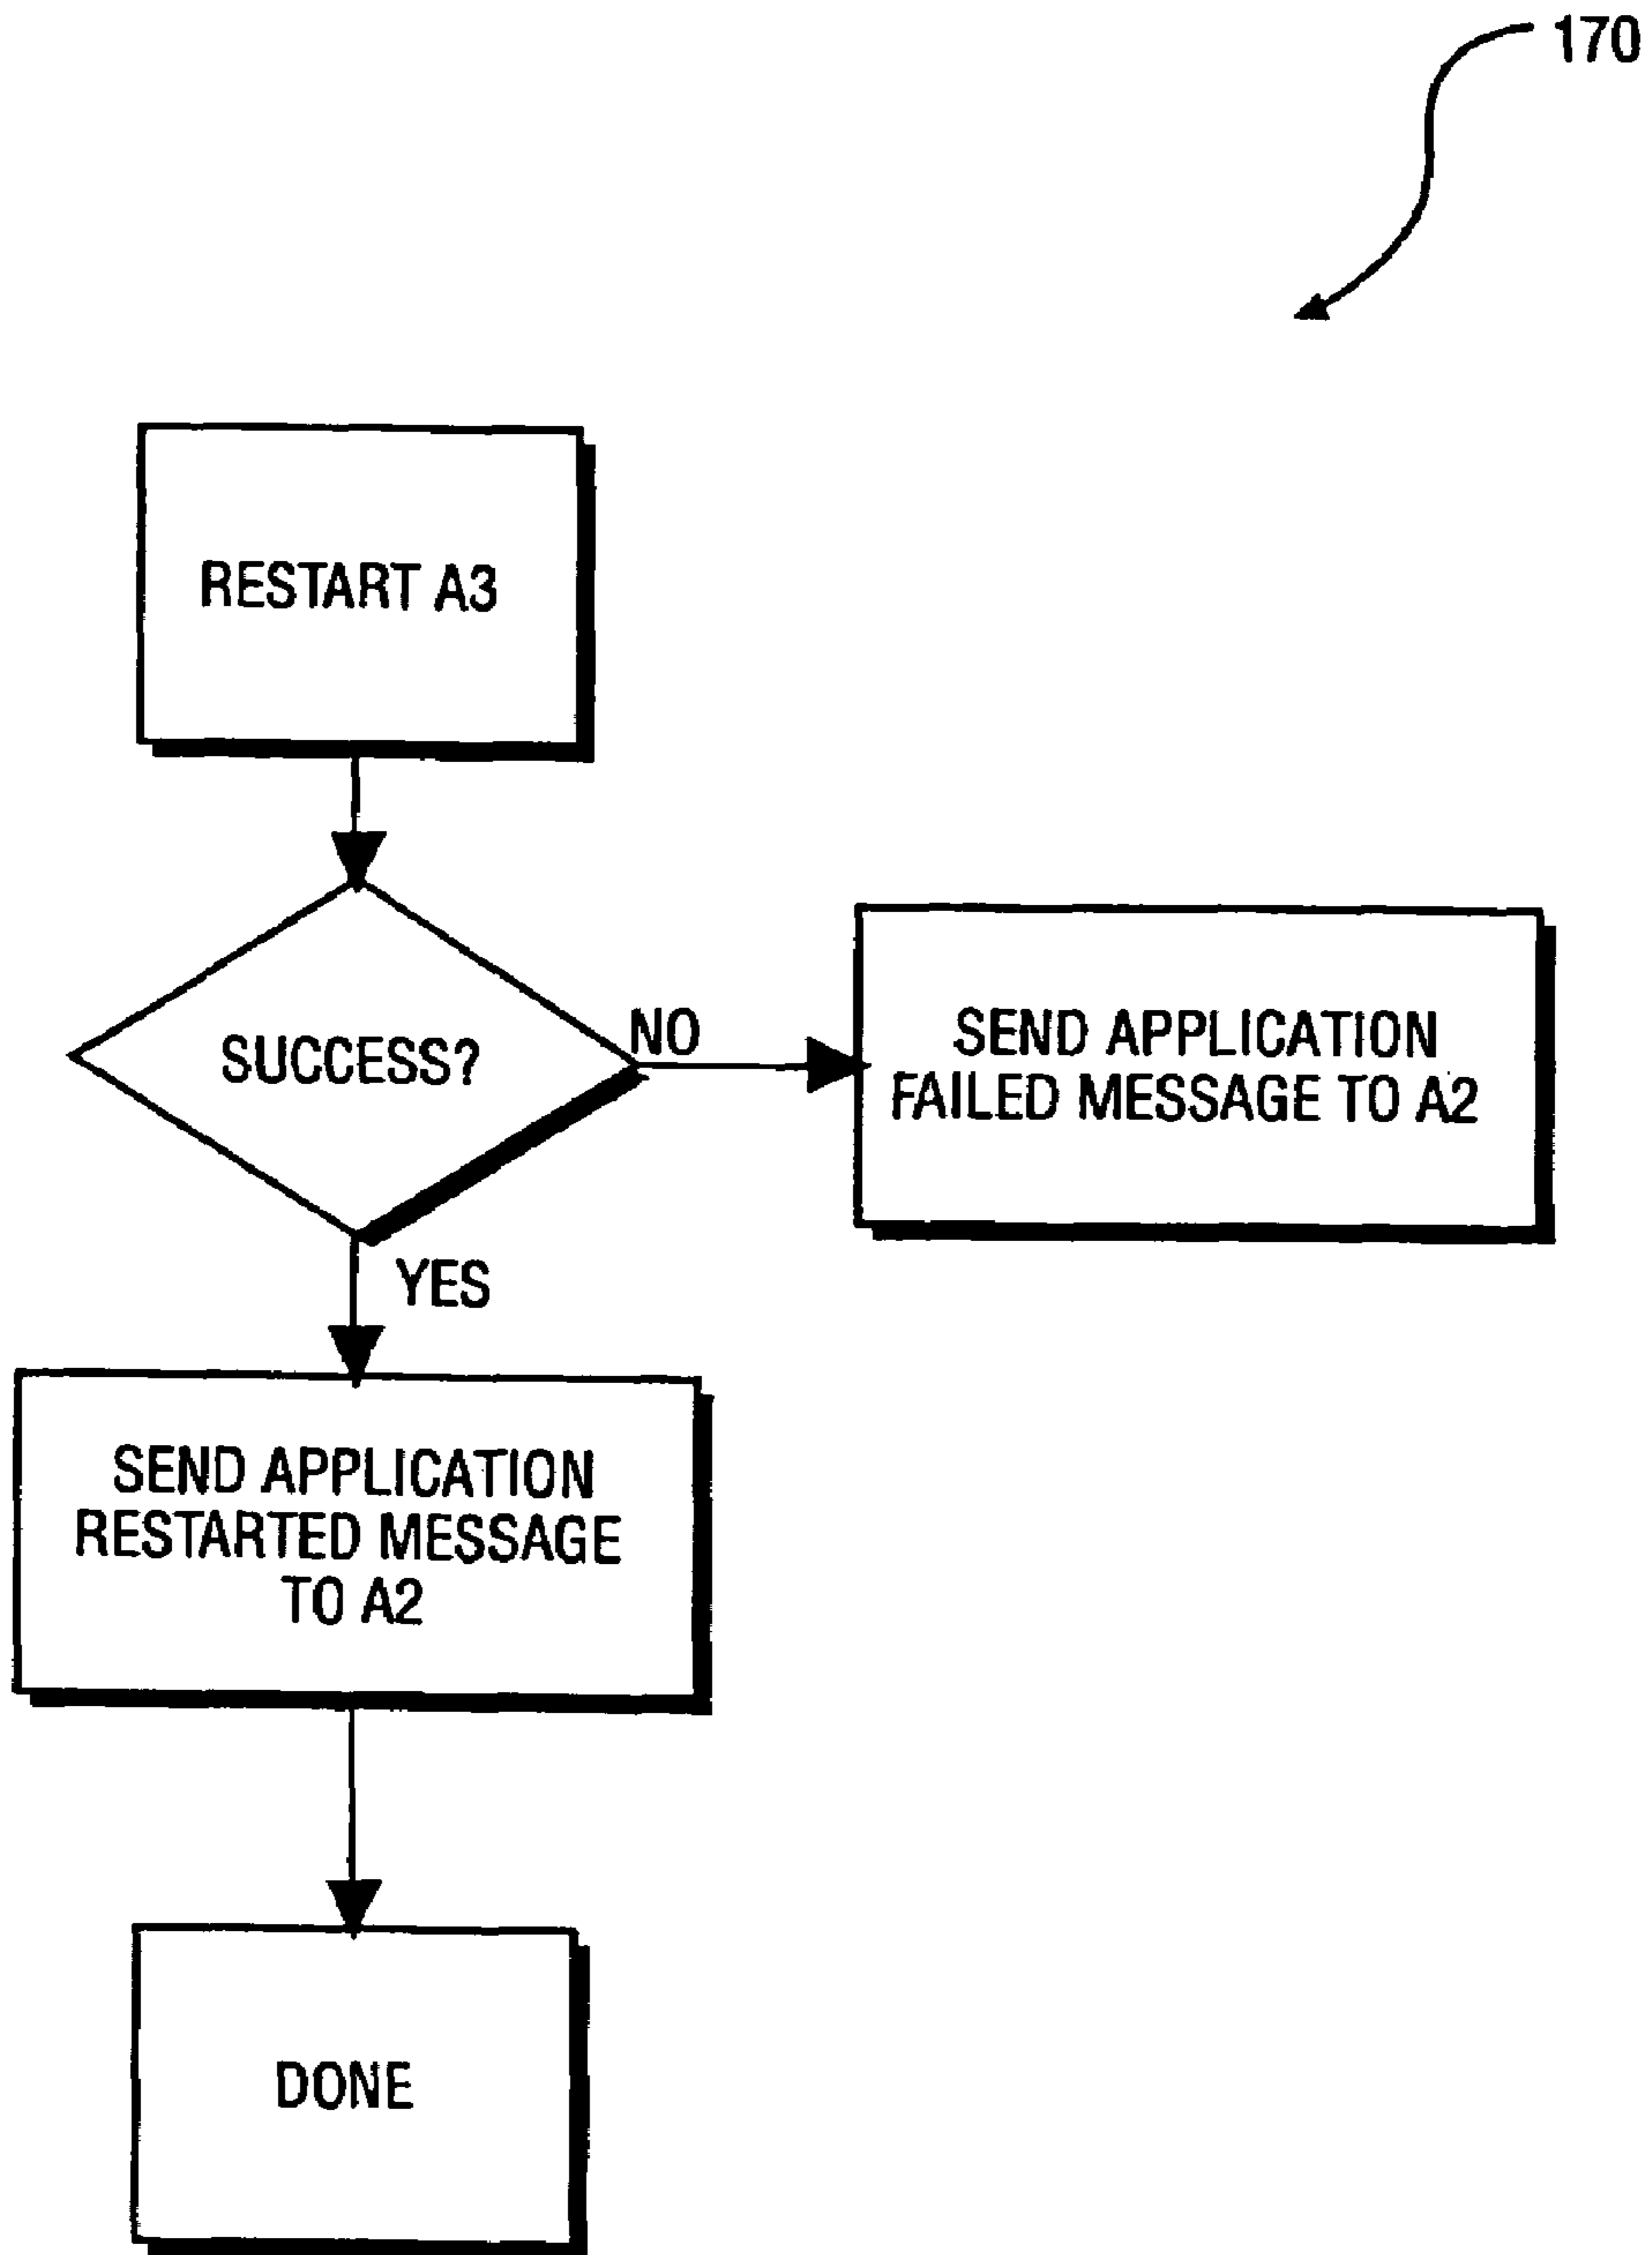 170
RESTART A3
SUCCESS?
NO
SEND APPLICATION
FAILED MESSAGE TO A2
YES
SEND APPLICATION
RESTARTED MESSAGE
TO A2
DONE